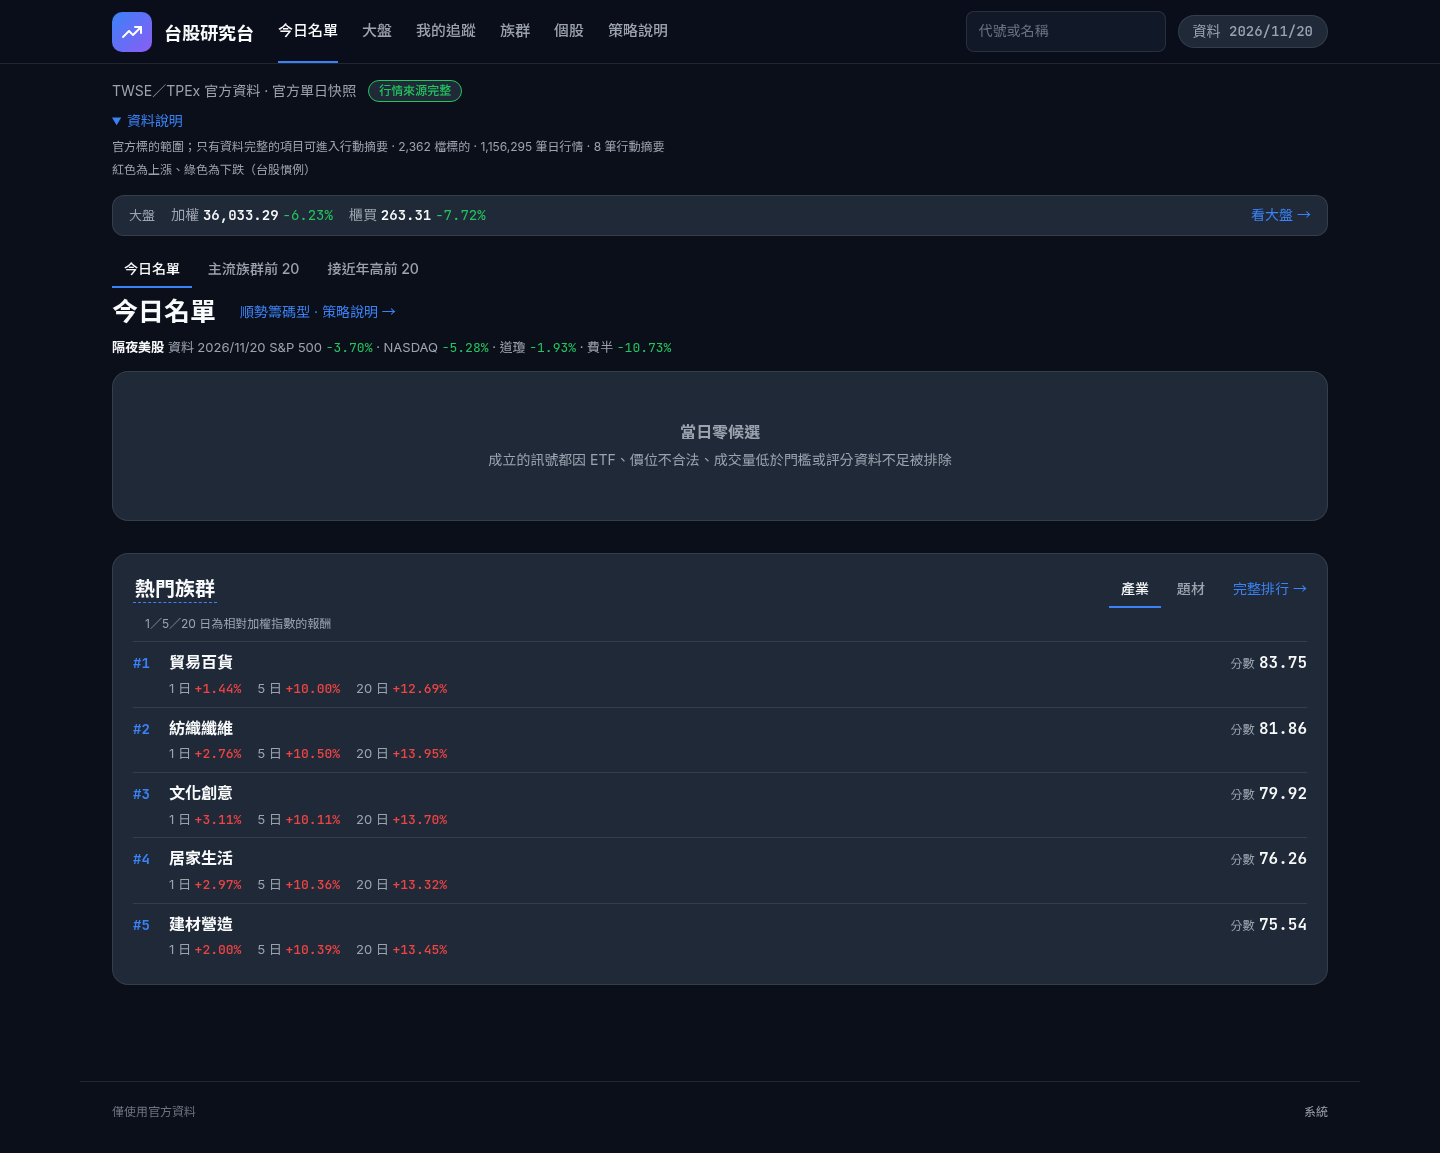 台股研究台 今日名單 大盤 我的追蹤 族群 個股 策略說明 代號或名稱 資料 2026/11/20
TWSE／TPEx 官方資料 · 官方單日快照 行情來源完整
▼ 資料說明
官方標的範圍；只有資料完整的項目可進入行動摘要 · 2,362 檔標的 · 1,156,295 筆日行情 · 8 筆行動摘要
紅色為上漲、綠色為下跌（台股慣例）
大盤 加權 36,033.29 -6.23% 櫃買 263.31 -7.72% 看大盤 →
今日名單 主流族群前 20 接近年高前 20
今日名單 順勢籌碼型 · 策略說明 →
隔夜美股 資料 2026/11/20 S&P 500 -3.70% · NASDAQ -5.28% · 道瓊 -1.93% · 費半 -10.73%
當日零候選
成立的訊號都因 ETF、價位不合法、成交量低於門檻或評分資料不足被排除
熱門族群 產業 題材 完整排行 →
1／5／20 日為相對加權指數的報酬
#1 貿易百貨 分數 83.75
1 日 +1.44% 5 日 +10.00% 20 日 +12.69%
#2 紡織纖維 分數 81.86
1 日 +2.76% 5 日 +10.50% 20 日 +13.95%
#3 文化創意 分數 79.92
1 日 +3.11% 5 日 +10.11% 20 日 +13.70%
#4 居家生活 分數 76.26
1 日 +2.97% 5 日 +10.36% 20 日 +13.32%
#5 建材營造 分數 75.54
1 日 +2.00% 5 日 +10.39% 20 日 +13.45%
僅使用官方資料 系統